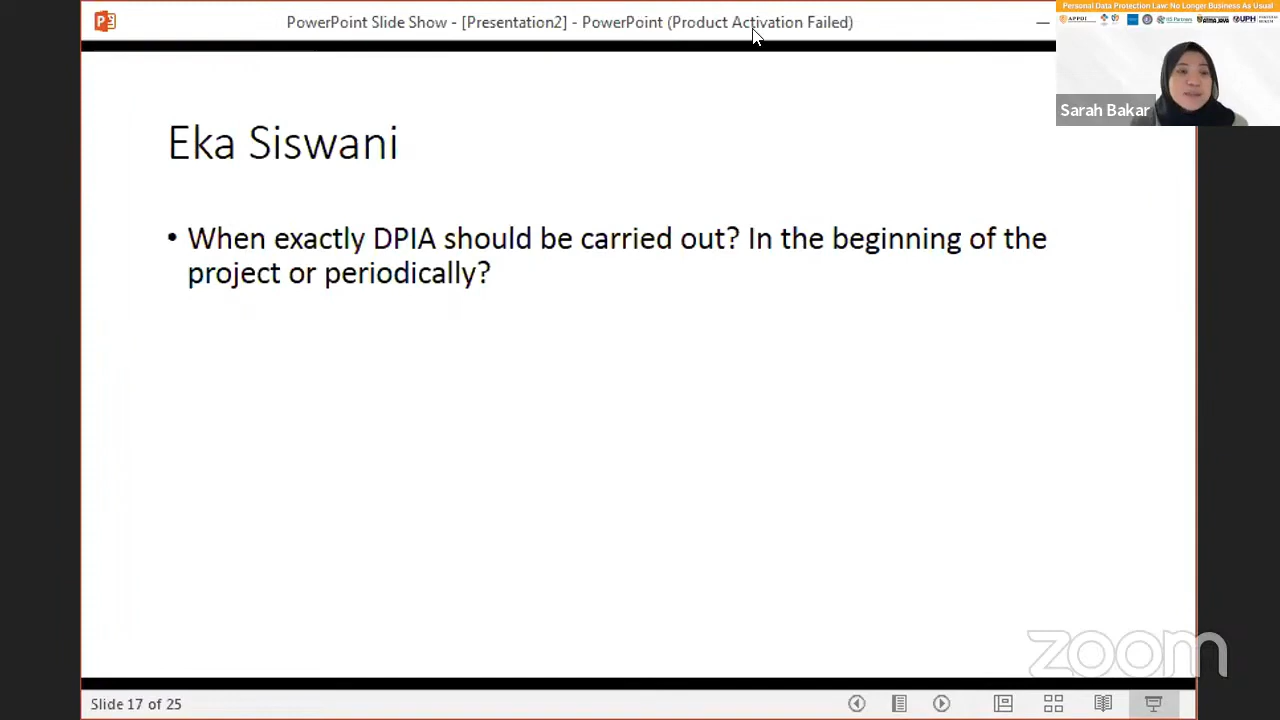 PowerPoint Slide Show - [Presentation2] - PowerPoint (Product Activation Failed)
Personal Data Protection Law: No Longer Business As Usual
APPDI
UPH
Sarah Bakar
Eka Siswani
• When exactly DPIA should be carried out? In the beginning of the
project or periodically?
zoom
Slide 17 of 25